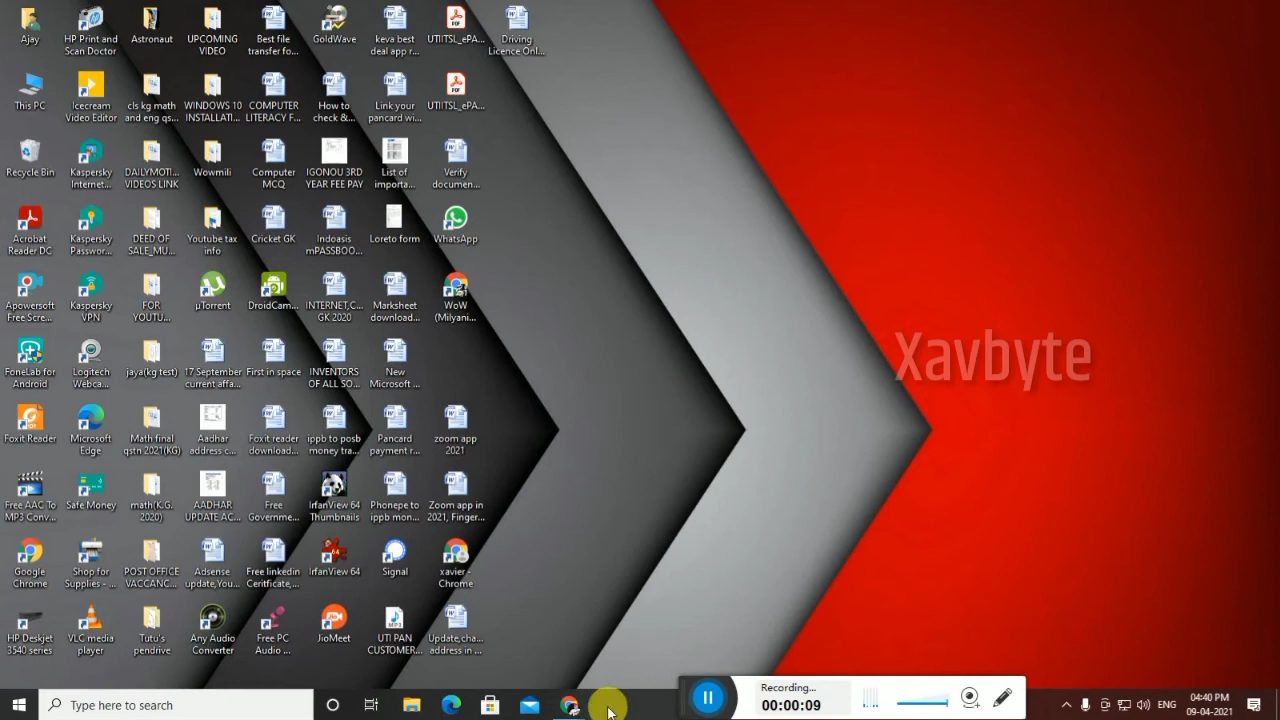 Ajay
HP Print and
Scan Doctor
Astronaut
UPCOMING
VIDEO
Best file
transfer fo...
GoldWave
keva best
deal app r...
UTIITSL_ePA...
Driving
Licence Onl...
This PC
Icecream
Video Editor
cls kg math
and eng qs...
WINDOWS 10
INSTALLATI...
COMPUTER
LITERACY F...
How to
check &...
Link your
pancard wi...
UTIITSL_ePA...
Recycle Bin
Kaspersky
Internet...
DAILYMOTI...
VIDEOS LINK
Wowmili
Computer
MCQ
IGONOU 3RD
YEAR FEE PAY
List of
importa...
Verify
documen...
Acrobat
Reader DC
Kaspersky
Passwor...
DEED OF
SALE_MU...
Youtube tax
info
Cricket GK
Indoasis
mPASSBOO...
Loreto form
WhatsApp
Apowersoft
Free Scre...
Kaspersky
VPN
FOR
YOUTU...
µTorrent
DroidCam...
INTERNET,C...
GK 2020
Marksheet
download...
WoW
(Milyani...
FoneLab for
Android
Logitech
Webca...
jaya(kg test)
17 September
current affa...
First in space
INVENTORS
OF ALL SO...
New
Microsoft ...
Xavbyte
Foxit Reader
Microsoft
Edge
Math final
qstn 2021(KG)
Aadhar
address c...
Foxit reader
download...
ippb to posb
money tra...
Pancard
payment r...
zoom app
2021
Free AAC To
MP3 Conv...
Safe Money
math(K.G.
2020)
AADHAR
UPDATE AC...
Free
Governme...
IrfanView 64
Thumbnails
Phonepe to
ippb mon...
Zoom app in
2021, Finger...
Google
Chrome
Shop for
Supplies - ...
POST OFFICE
VACCANC...
Adsense
update,You...
Free linkedin
Ceritficate,...
IrfanView 64
Signal
xavier -
Chrome
HP Deskjet
3540 series
VLC media
player
Tutu's
pendrive
Any Audio
Converter
Free PC
Audio ...
JioMeet
UTI PAN
CUSTOMER...
Update,cha...
address in ...
Type here to search
Recording...
00:00:09
ENG
04:40 PM
09-04-2021